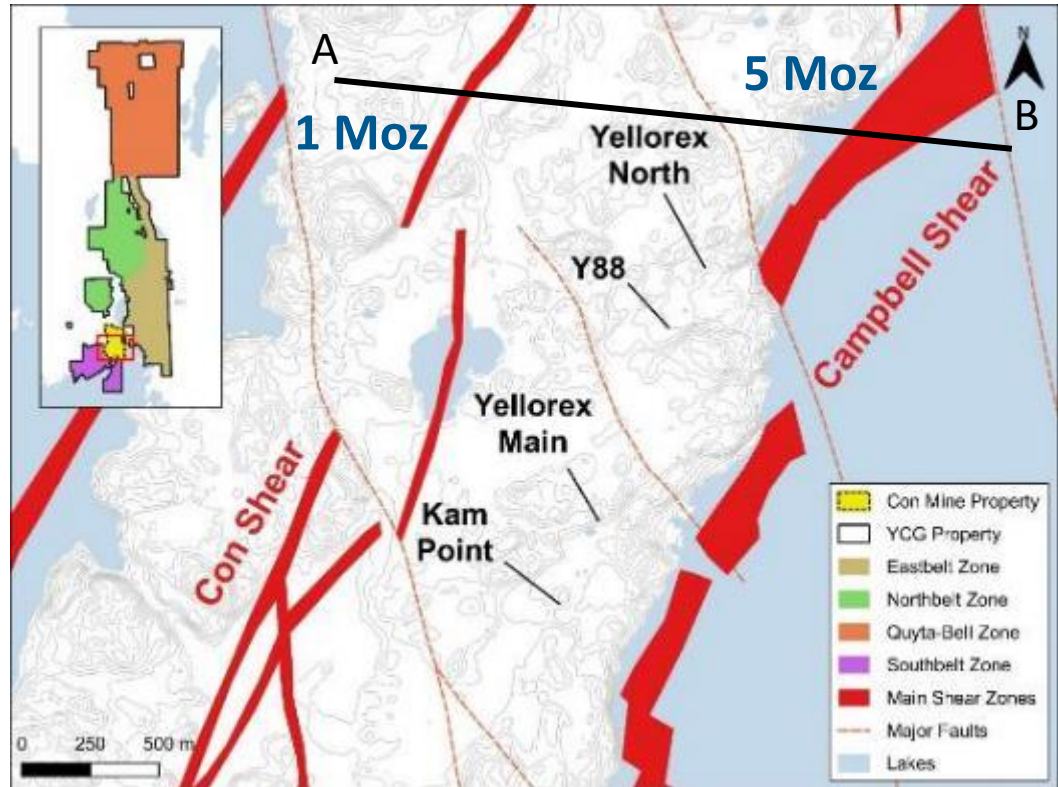 A
5 Moz
N
B
1 Moz
Yellorex
North
Y88
Campbell Shear
Yellorex
Main
Con Shear
Kam
Point
Con Mine Property
YCG Property
Eastbelt Zone
Northbelt Zone
Quyta-Bell Zone
Southbelt Zone
Main Shear Zones
Major Faults
Lakes
0 250 500 m